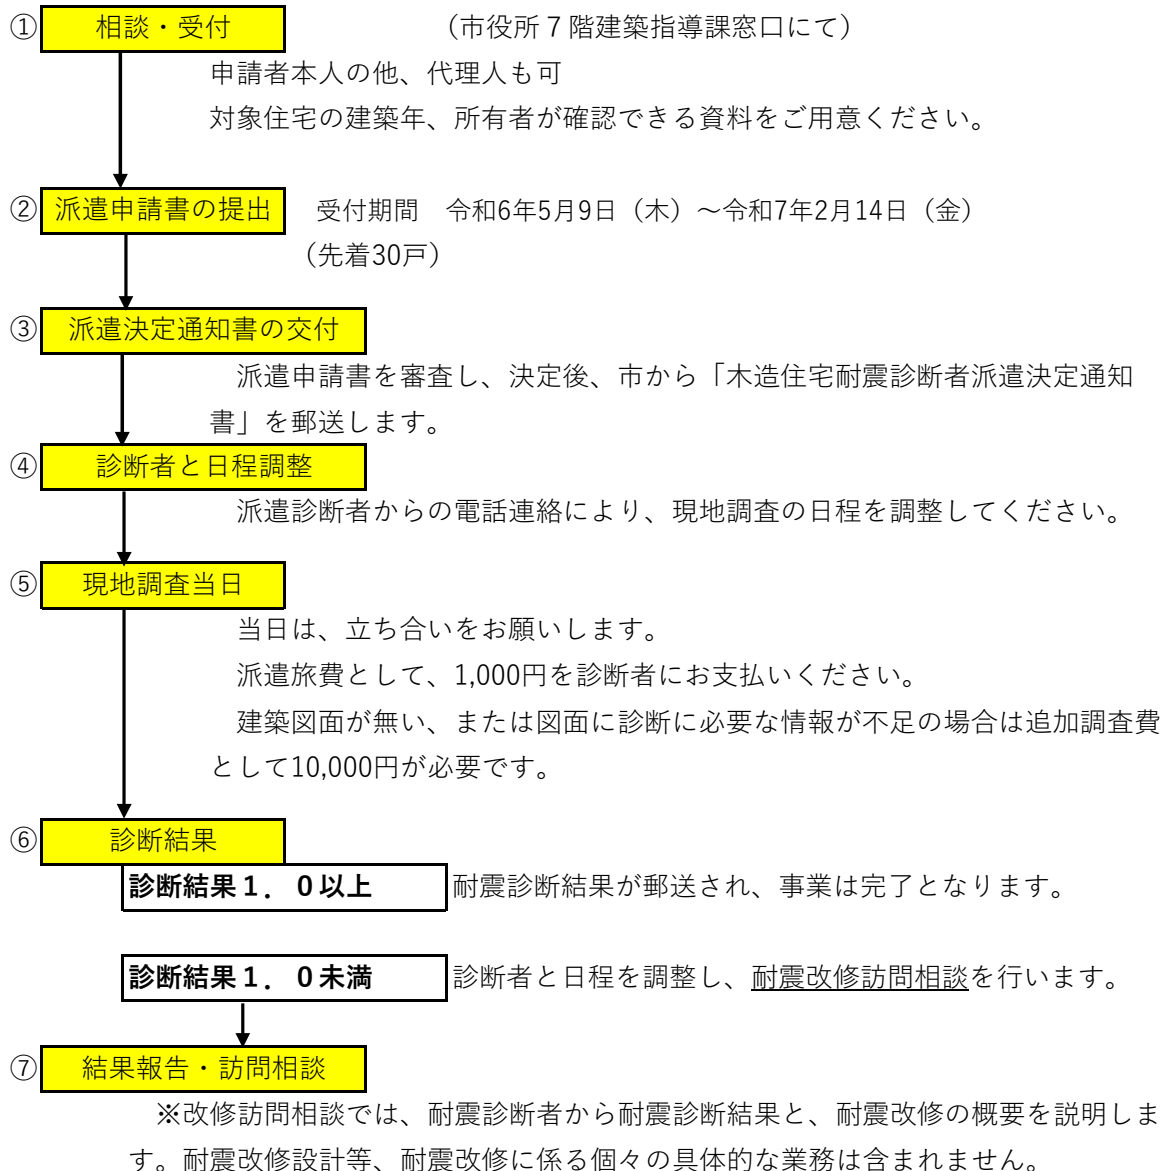 ① 相談・受付 （市役所７階建築指導課窓口にて）
申請者本人の他、代理人も可
対象住宅の建築年、所有者が確認できる資料をご用意ください。
② 派遣申請書の提出 受付期間　令和6年5月9日（木）～令和7年2月14日（金）
（先着30戸）
③ 派遣決定通知書の交付
派遣申請書を審査し、決定後、市から「木造住宅耐震診断者派遣決定通知
書」を郵送します。
④ 診断者と日程調整
派遣診断者からの電話連絡により、現地調査の日程を調整してください。
⑤ 現地調査当日
当日は、立ち合いをお願いします。
派遣旅費として、1,000円を診断者にお支払いください。
建築図面が無い、または図面に診断に必要な情報が不足の場合は追加調査費
として10,000円が必要です。
⑥ 診断結果
診断結果１．０以上 耐震診断結果が郵送され、事業は完了となります。
診断結果１．０未満 診断者と日程を調整し、耐震改修訪問相談を行います。
⑦ 結果報告・訪問相談
※改修訪問相談では、耐震診断者から耐震診断結果と、耐震改修の概要を説明しま
す。耐震改修設計等、耐震改修に係る個々の具体的な業務は含まれません。